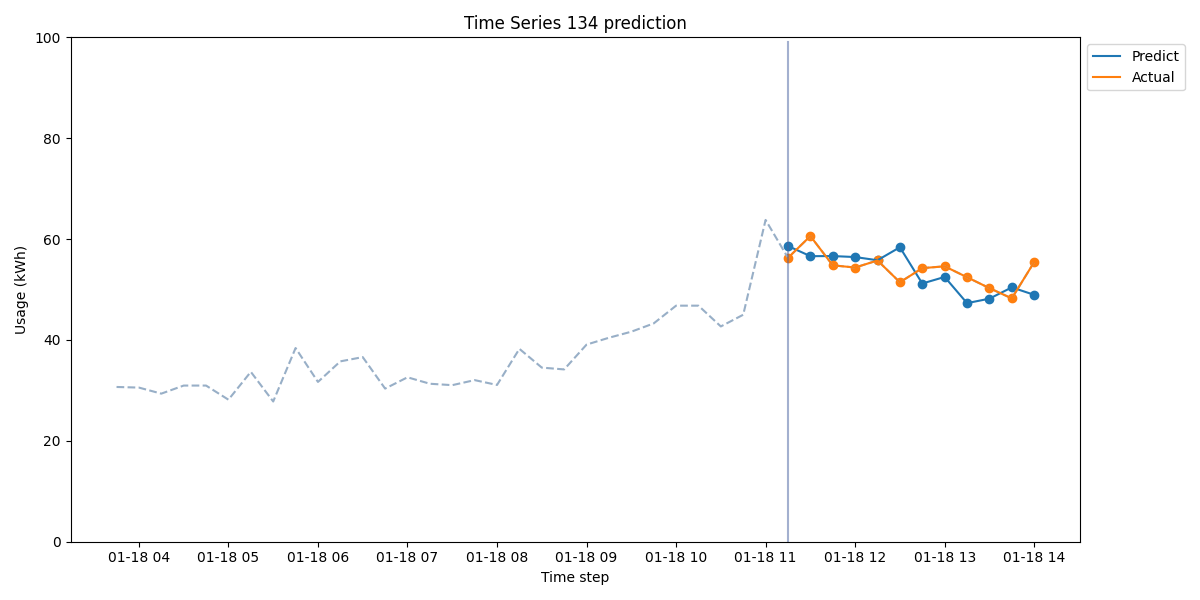 Time Series 134 prediction
100
80
60
40
20
0
Usage (kWh)
01-18 04 01-18 05 01-18 06 01-18 07 01-18 08 01-18 09 01-18 10 01-18 11 01-18 12 01-18 13 01-18 14
Time step
Predict
Actual